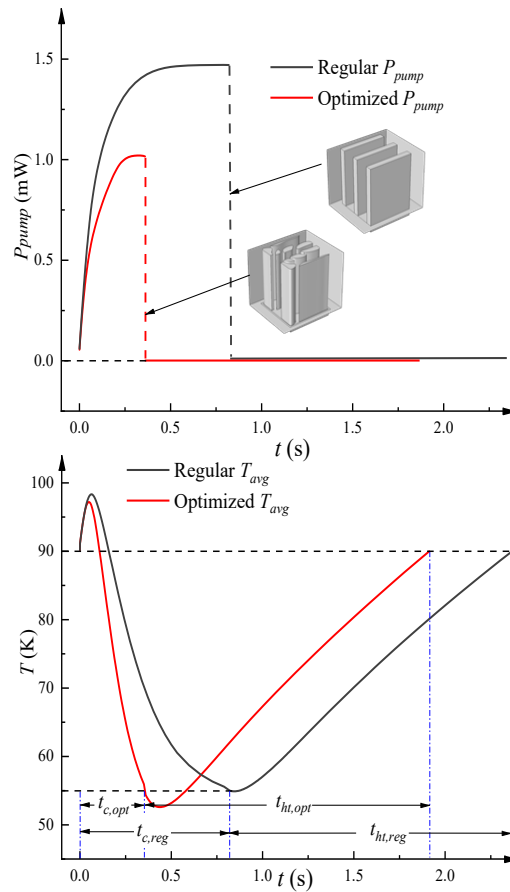 Regular P_pump
Optimized P_pump
P_pump (mW)
1.5
1.0
0.5
0.0
0.0 0.5 1.0 1.5 2.0
t (s)
Regular T_avg
Optimized T_avg
T (K)
100
90
80
70
60
50
t_c,opt t_ht,opt
t_c,reg t_ht,reg
0.0 0.5 1.0 1.5 2.0
t (s)